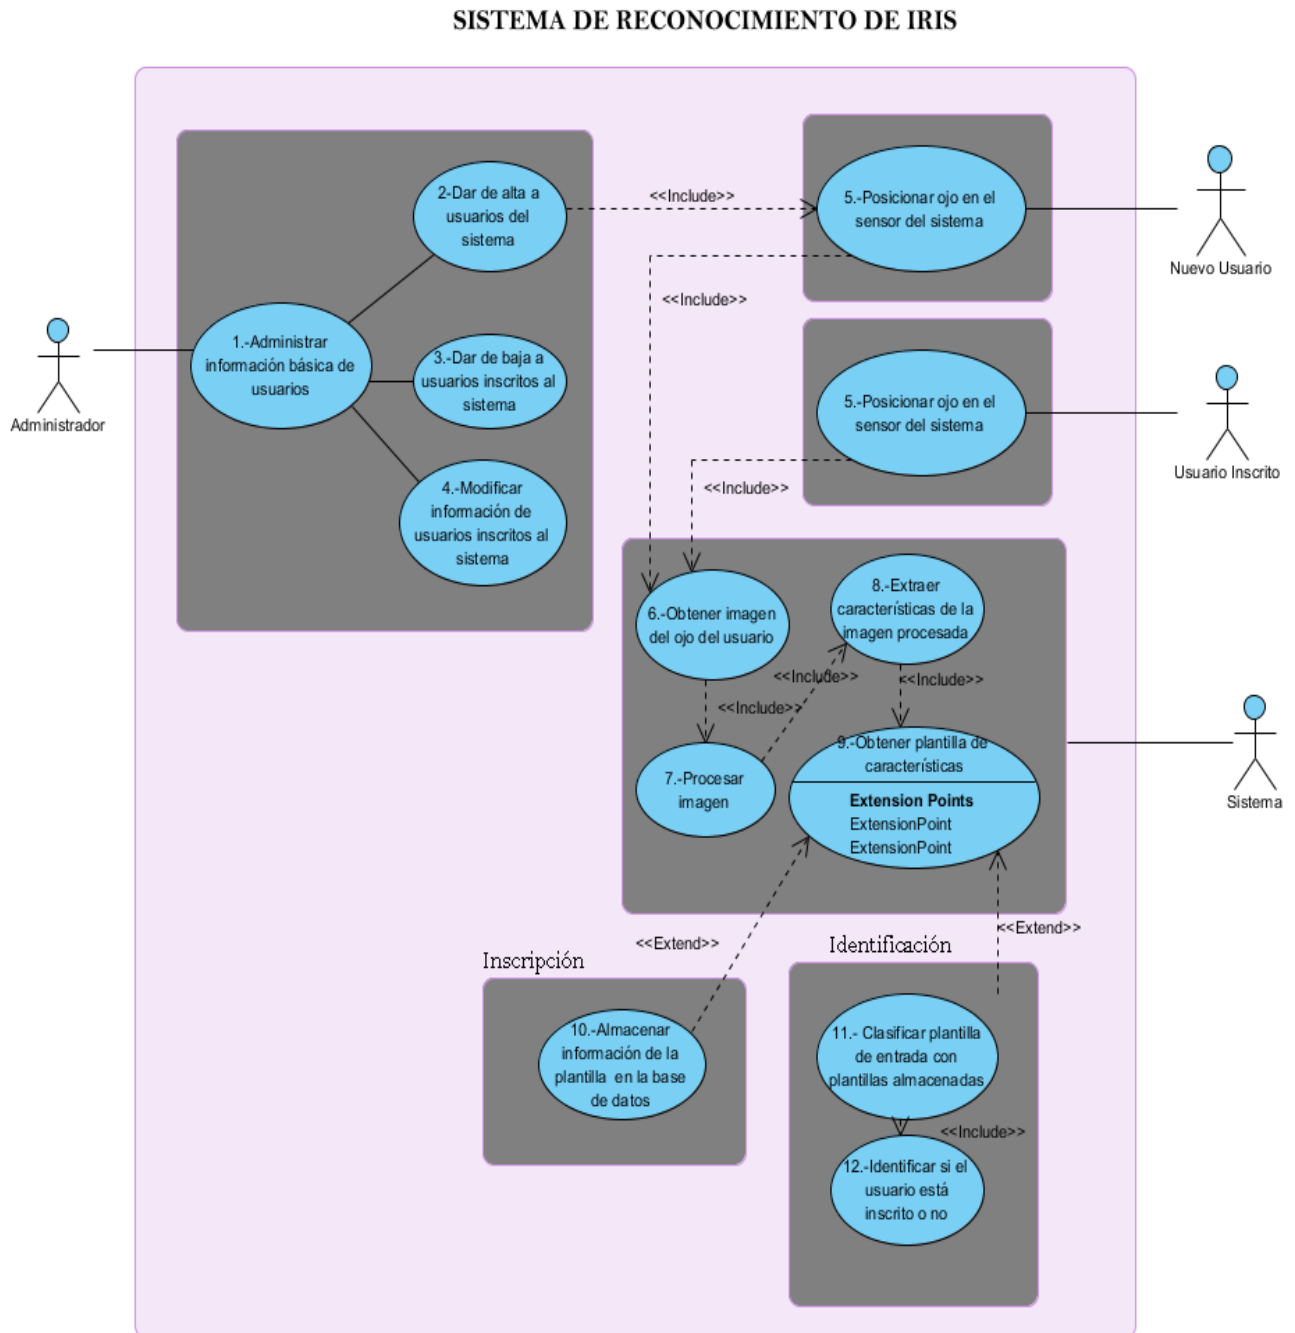 SISTEMA DE RECONOCIMIENTO DE IRIS
2-Dar de alta a
usuarios del
sistema
<<Include>>
5.-Posicionar ojo en el
sensor del sistema
Nuevo Usuario
<<Include>>
1.-Administrar
información básica de
usuarios
Administrador
3.-Dar de baja a
usuarios inscritos al
sistema
5.-Posicionar ojo en el
sensor del sistema
Usuario Inscrito
<<Include>>
4.-Modificar
información de
usuarios inscritos al
sistema
6.-Obtener imagen
del ojo del usuario
8.-Extraer
características de la
imagen procesada
<<Include>>
<<Include>>
<<Include>>
7.-Procesar
imagen
9.-Obtener plantilla de
características
Extension Points
ExtensionPoint
ExtensionPoint
Sistema
<<Extend>>
<<Extend>>
Inscripción
Identificación
10.-Almacenar
información de la
plantilla en la base
de datos
11.- Clasificar plantilla
de entrada con
plantillas almacenadas
<<Include>>
12.-Identificar si el
usuario está
inscrito o no